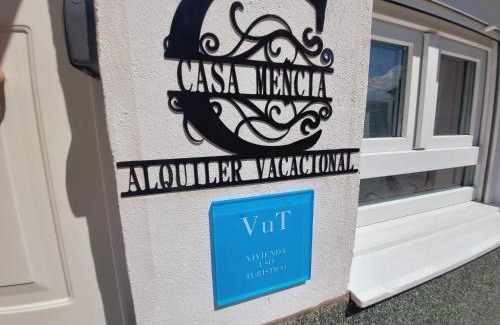 C
CASA MENCIA
ALQUILER VACACIONAL
VuT
VIVIENDA
USO
TURÍSTICO